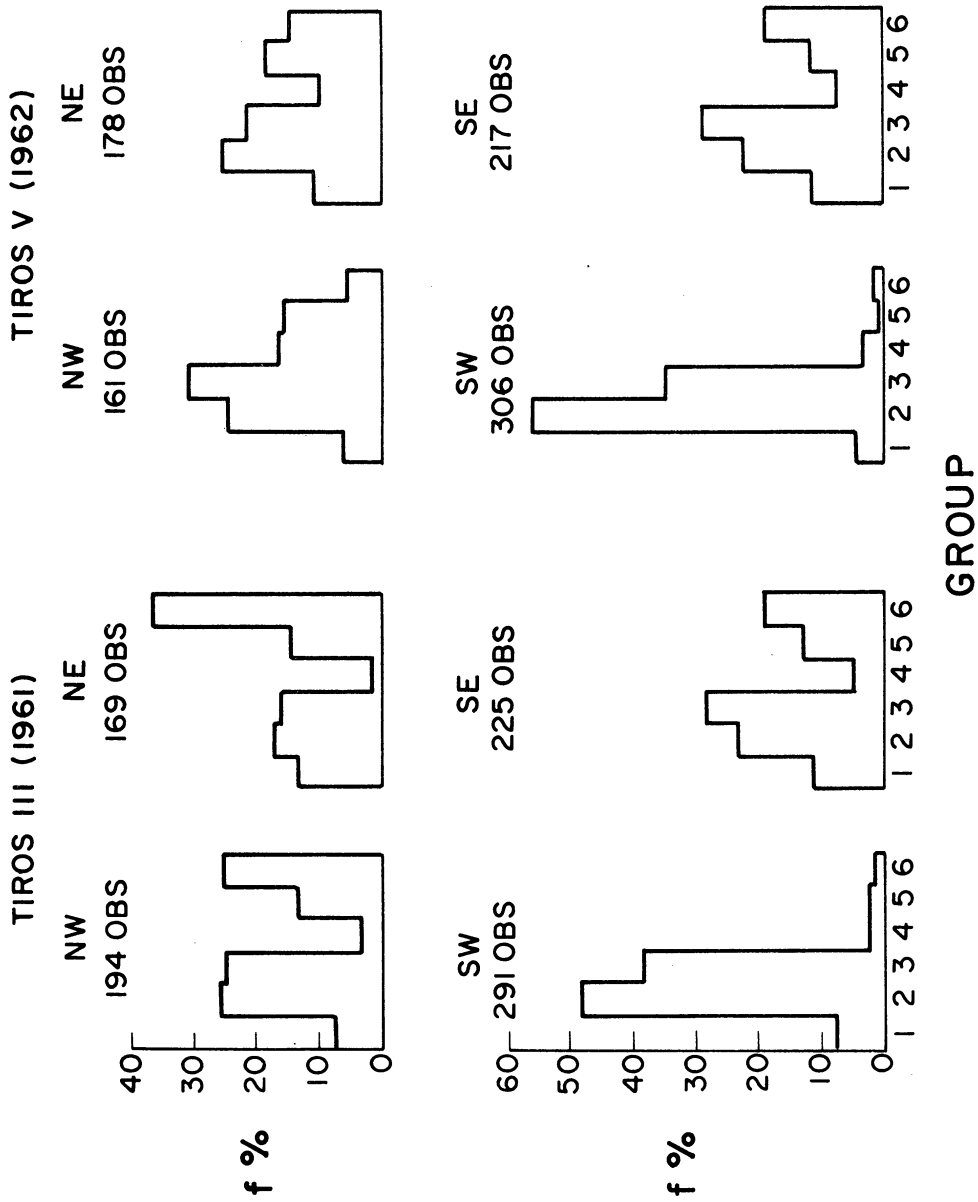 TIROS III (1961)
TIROS V (1962)
NW
194 OBS
NE
169 OBS
NW
161 OBS
NE
178 OBS
f %
40
30
20
10
0
SW
291 OBS
SE
225 OBS
SW
306 OBS
SE
217 OBS
f %
60
50
40
30
20
10
0
1 2 3 4 5 6
1 2 3 4 5 6
1 2 3 4 5 6
1 2 3 4 5 6
GROUP